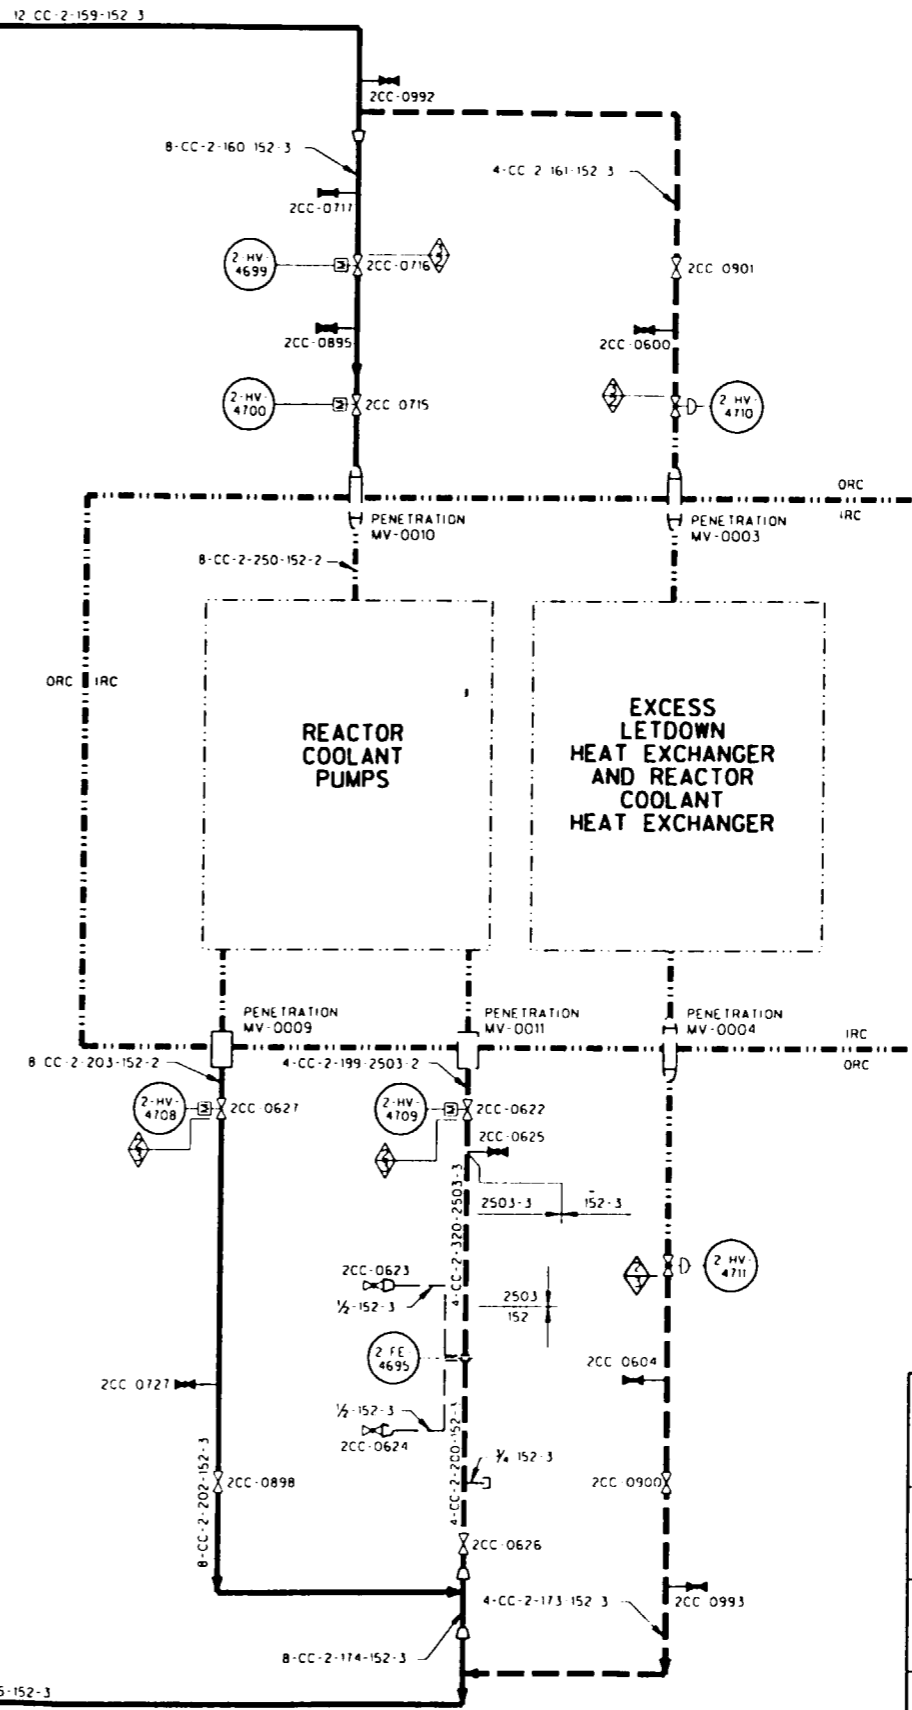 12 CC-2-159-152 3
2CC-0992
8-CC-2-160 152-3
4-CC 2-161-152 3
2CC-0717
2-HV-
4699
2CC-0716
2CC 0901
2CC-0895
2CC-0600
2-HV-
4700
2CC 0715
2 HV-
4710
ORC
IRC
PENETRATION
MV-0010
PENETRATION
MV-0003
8-CC-2-250-152-2
ORC
IRC
REACTOR
COOLANT
PUMPS
EXCESS
LETDOWN
HEAT EXCHANGER
AND REACTOR
COOLANT
HEAT EXCHANGER
PENETRATION
MV-0009
PENETRATION
MV-0011
PENETRATION
MV-0004
IRC
ORC
8 CC-2-203-152-2
4-CC-2-199-2503-2
2-HV-
4708
2CC-0627
2-HV-
4709
2CC-0622
2CC-0625
2503-3
152-3
4-CC-2-320-2503-3
2CC-0623
½-152-3
2503
152
2 HV-
4711
2 FE-
4695
2CC 0604
2CC 0727
½-152-3
2CC-0624
4-CC-2-200-152-3
152-3
2CC-0898
2CC-0900
8-CC-2-202-152-3
2CC-0626
4-CC-2-173-152 3
2CC 0993
8-CC-2-174-152-3
5-152-3